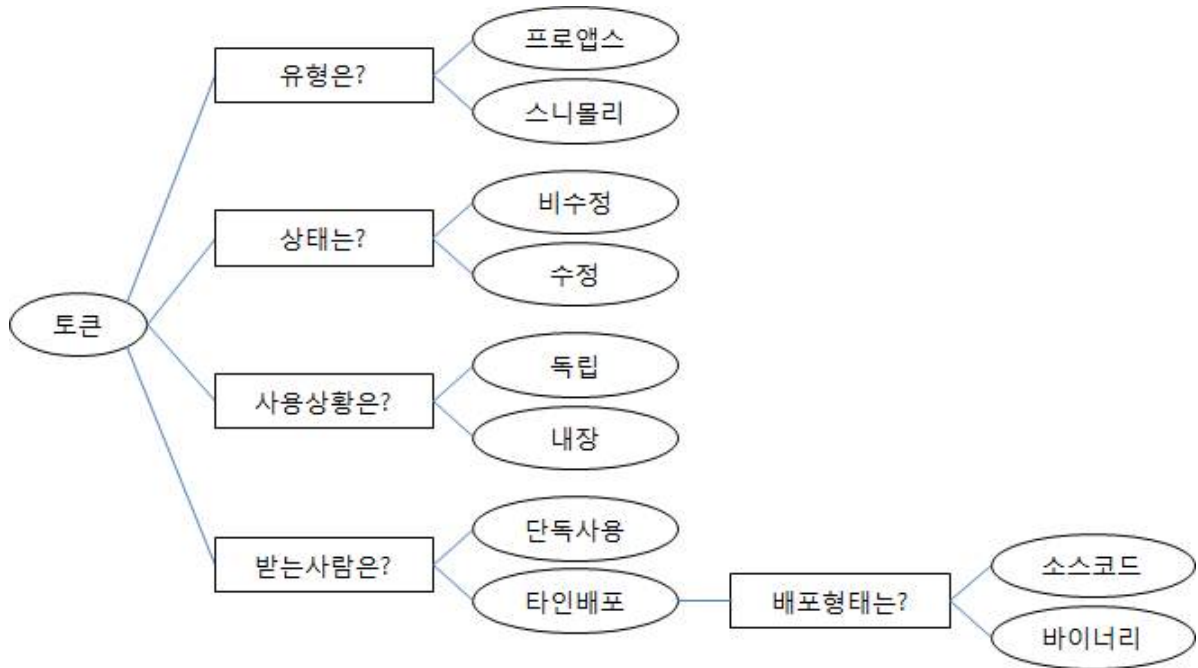 프로앱스
유형은?
스니몰리
비수정
상태는?
수정
토큰
독립
사용상황은?
내장
단독사용
받는사람은?
타인배포
배포형태는?
소스코드
바이너리